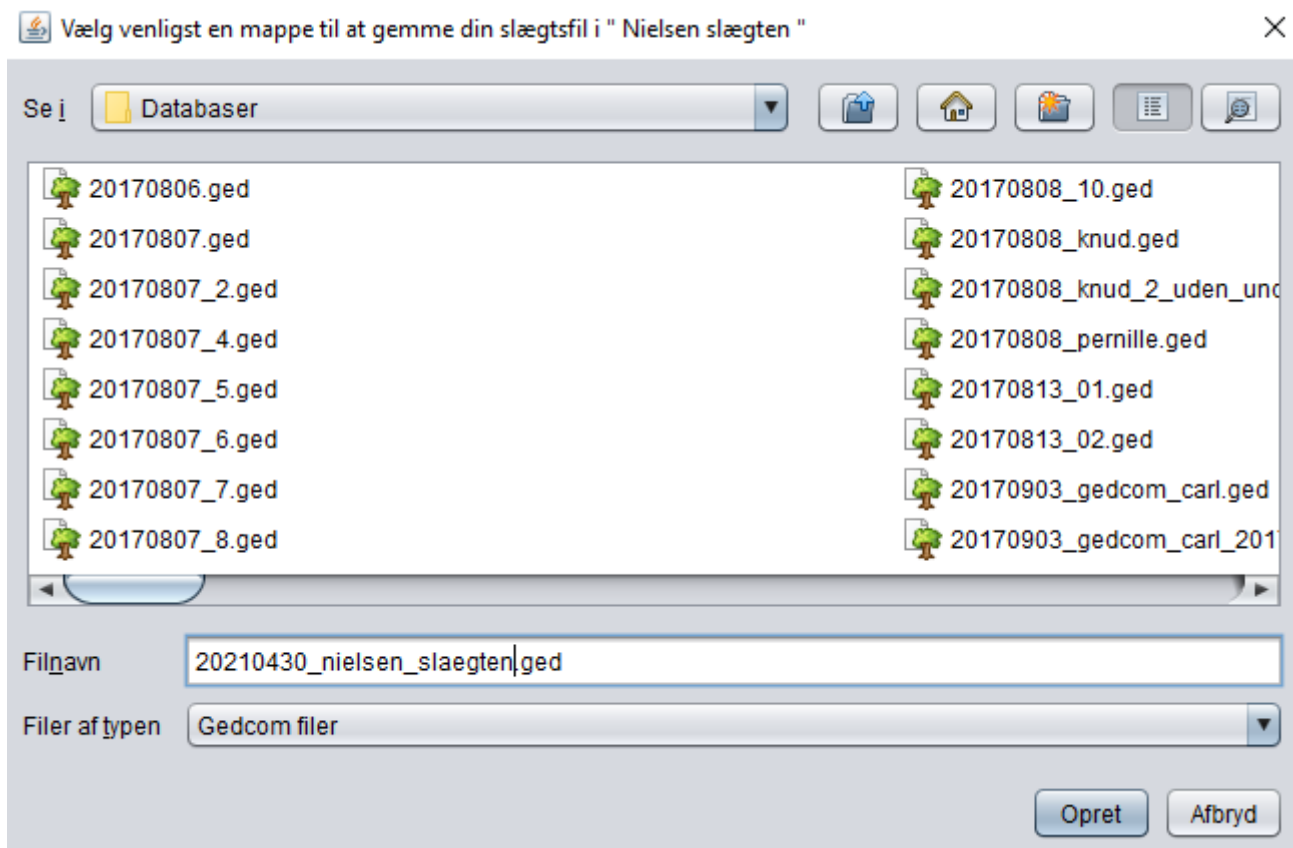 Vælg venligst en mappe til at gemme din slægtsfil i " Nielsen slægten "
Se i Databaser
20170806.ged
20170807.ged
20170807_2.ged
20170807_4.ged
20170807_5.ged
20170807_6.ged
20170807_7.ged
20170807_8.ged
20170808_10.ged
20170808_knud.ged
20170808_knud_2_uden_und
20170808_pernille.ged
20170813_01.ged
20170813_02.ged
20170903_gedcom_carl.ged
20170903_gedcom_carl_201
Filnavn 20210430_nielsen_slaegten.ged
Filer af typen Gedcom filer
Opret Afbryd